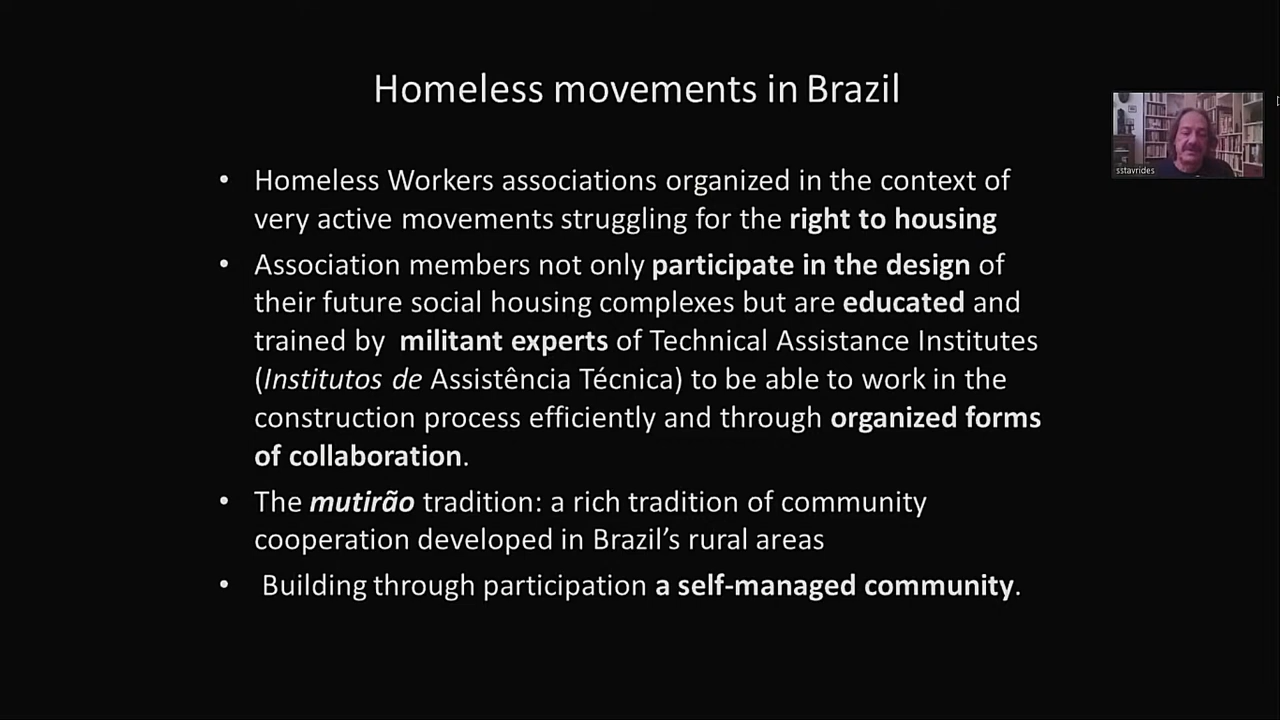 Homeless movements in Brazil
sstavrides
• Homeless Workers associations organized in the context of
very active movements struggling for the right to housing
• Association members not only participate in the design of
their future social housing complexes but are educated and
trained by militant experts of Technical Assistance Institutes
(Institutos de Assistência Técnica) to be able to work in the
construction process efficiently and through organized forms
of collaboration.
• The mutirão tradition: a rich tradition of community
cooperation developed in Brazil’s rural areas
• Building through participation a self-managed community.